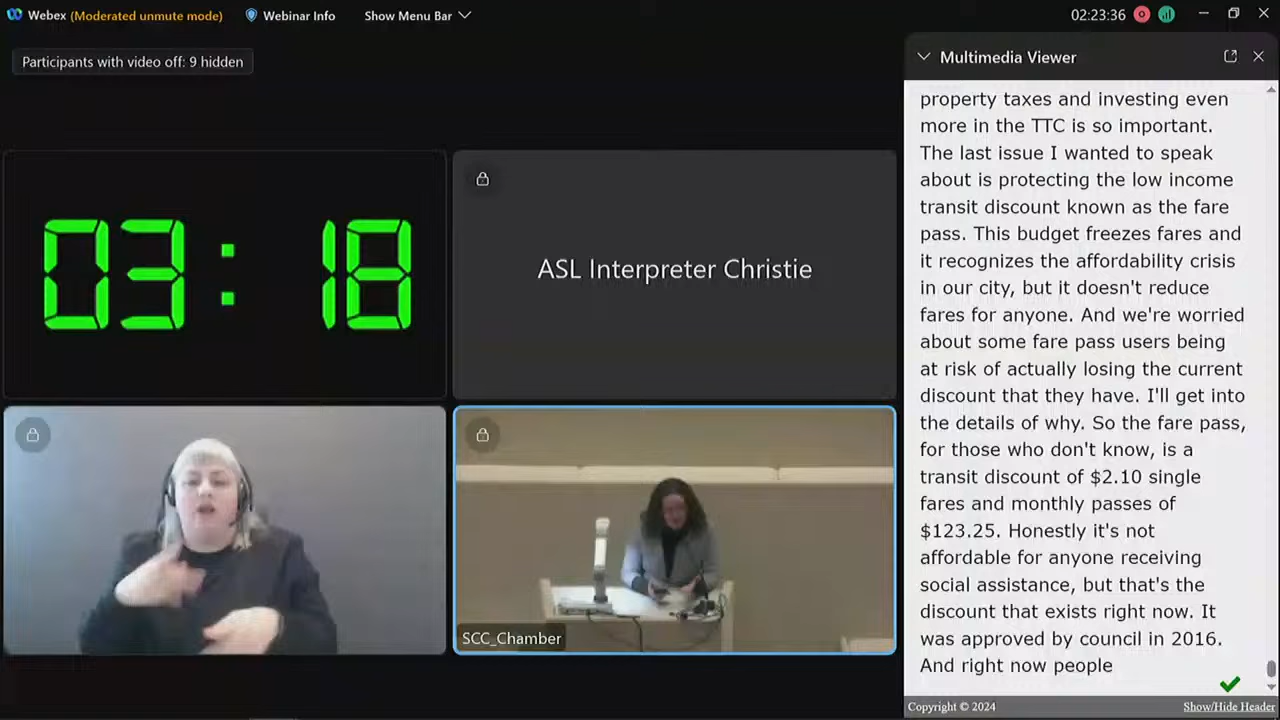 Webex (Moderated unmute mode) Webinar Info Show Menu Bar 02:23:36
Participants with video off: 9 hidden
Multimedia Viewer
03:18
ASL Interpreter Christie
SCC_Chamber
property taxes and investing even
more in the TTC is so important.
The last issue I wanted to speak
about is protecting the low income
transit discount known as the fare
pass. This budget freezes fares and
it recognizes the affordability crisis
in our city, but it doesn't reduce
fares for anyone. And we're worried
about some fare pass users being
at risk of actually losing the current
discount that they have. I'll get into
the details of why. So the fare pass,
for those who don't know, is a
transit discount of $2.10 single
fares and monthly passes of
$123.25. Honestly it's not
affordable for anyone receiving
social assistance, but that's the
discount that exists right now. It
was approved by council in 2016.
And right now people
Copyright © 2024 Show/Hide Header